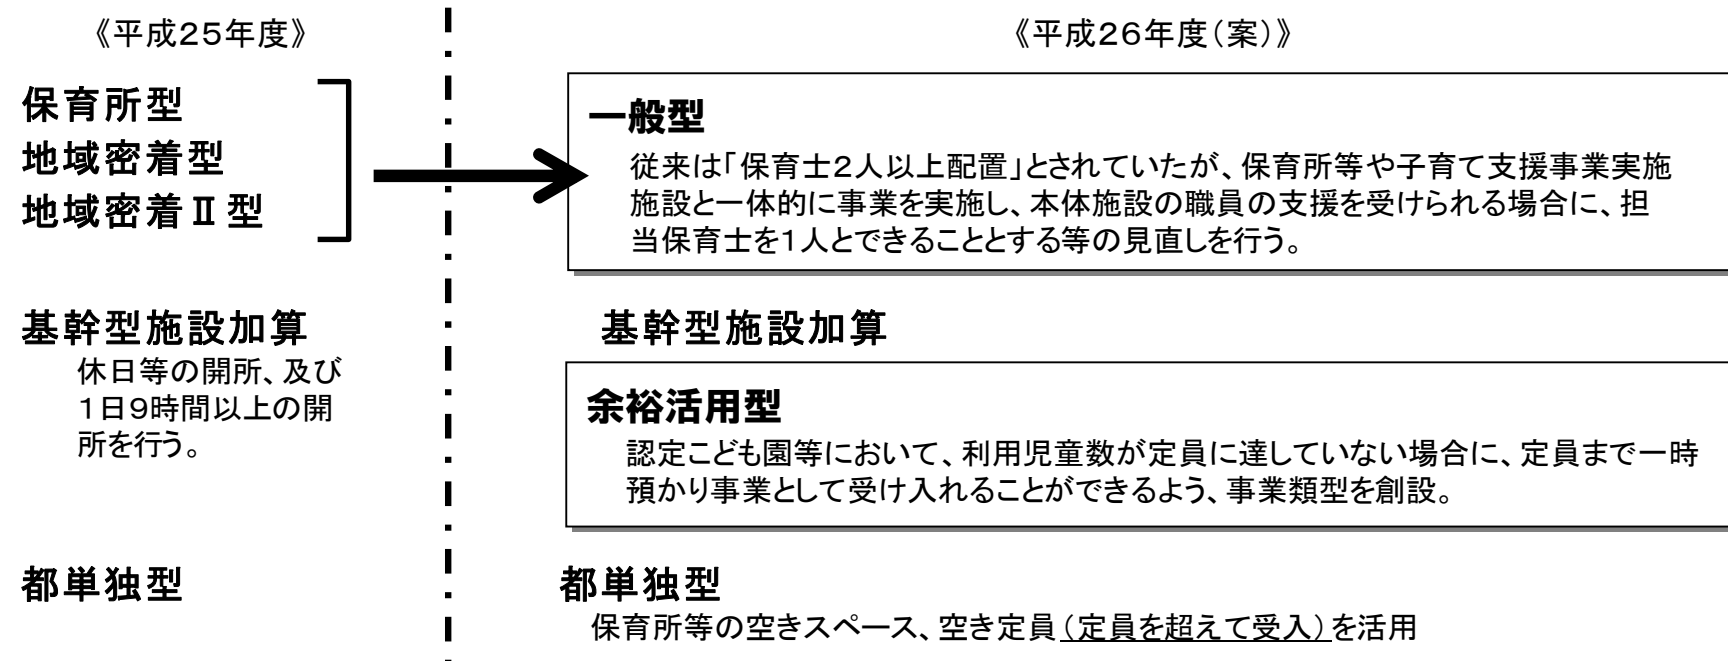 《平成２５年度》
《平成２６年度（案）》
保育所型
地域密着型
地域密着Ⅱ型
一般型
従来は「保育士２人以上配置」とされていたが、保育所等や子育て支援事業実施
施設と一体的に事業を実施し、本体施設の職員の支援を受けられる場合に、担
当保育士を１人とできることとする等の見直しを行う。
基幹型施設加算
休日等の開所、及び
１日９時間以上の開
所を行う。
基幹型施設加算
余裕活用型
認定こども園等において、利用児童数が定員に達していない場合に、定員まで一時
預かり事業として受け入れることができるよう、事業類型を創設。
都単独型
都単独型
保育所等の空きスペース、空き定員（定員を超えて受入）を活用